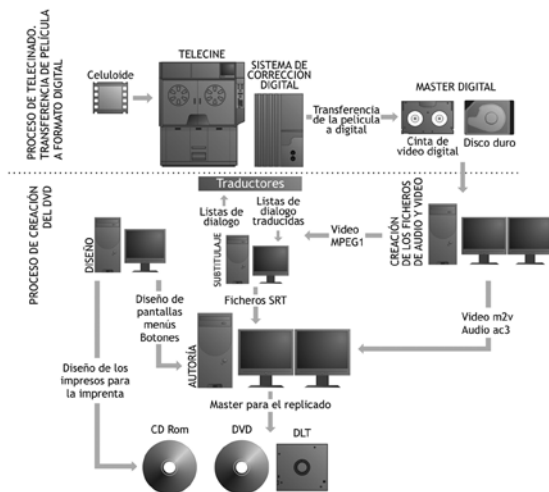 PROCESO DE TELECINADO.
TRANSFERENCIA DE PELÍCULA
A FORMATO DIGITAL
Celuloide
TELECINE
SISTEMA DE
CORRECCIÓN
DIGITAL
Transferencia
de la película
a digital
MASTER DIGITAL
Cinta de
video digital
Disco duro
PROCESO DE CREACIÓN
DEL DVD
Traductores
Listas de
dialogo
Listas de
dialogo
traducidas
Video
MPEG1
CREACIÓN
DE LOS FICHEROS
DE AUDIO Y VIDEO
DISEÑO
SUBTITULAJE
Diseño de
pantallas
menús
Botones
Ficheros SRT
Video m2v
Audio ac3
AUTORÍA
Diseño de los
impresos para
la imprenta
Master para el replicado
CD Rom
DVD
DLT